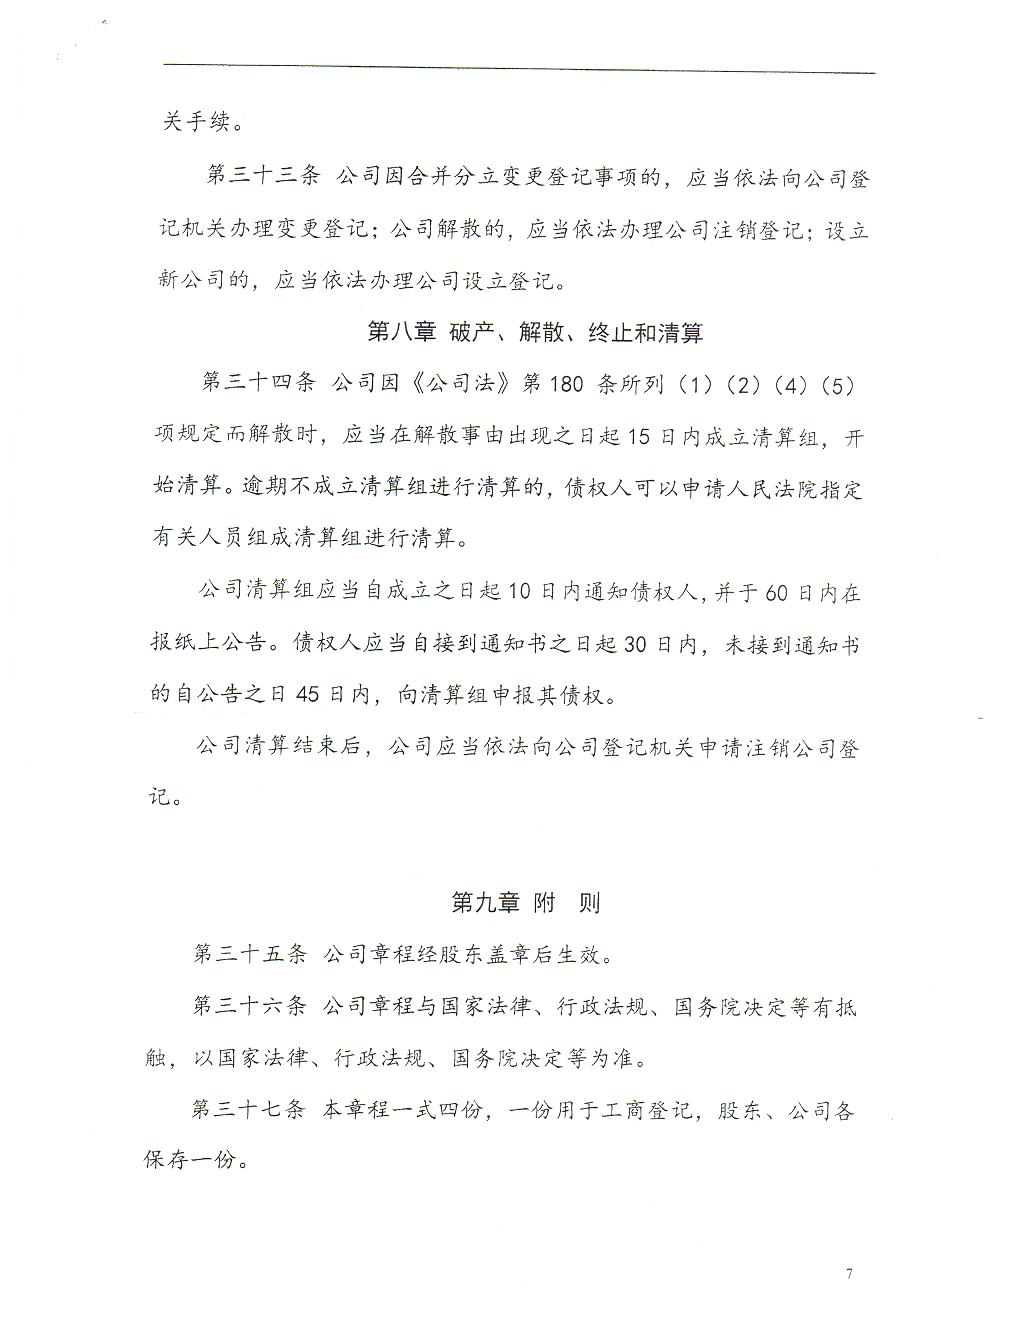 关手续。
第三十三条 公司因合并分立变更登记事项的，应当依法向公司登
记机关办理变更登记；公司解散的，应当依法办理公司注销登记；设立
新公司的，应当依法办理公司设立登记。
第八章 破产、解散、终止和清算
第三十四条 公司因《公司法》第180 条所列（1）（2）（4）（5）
项规定而解散时，应当在解散事由出现之日起15日内成立清算组，开
始清算。逾期不成立清算组进行清算的，债权人可以申请人民法院指定
有关人员组成清算组进行清算。
公司清算组应当自成立之日起10日内通知债权人，并于60日内在
报纸上公告。债权人应当自接到通知书之日起30日内，未接到通知书
的自公告之日45日内，向清算组申报其债权。
公司清算结束后，公司应当依法向公司登记机关申请注销公司登
记。
第九章 附　则
第三十五条 公司章程经股东盖章后生效。
第三十六条 公司章程与国家法律、行政法规、国务院决定等有抵
触，以国家法律、行政法规、国务院决定等为准。
第三十七条 本章程一式四份，一份用于工商登记，股东、公司各
保存一份。
7